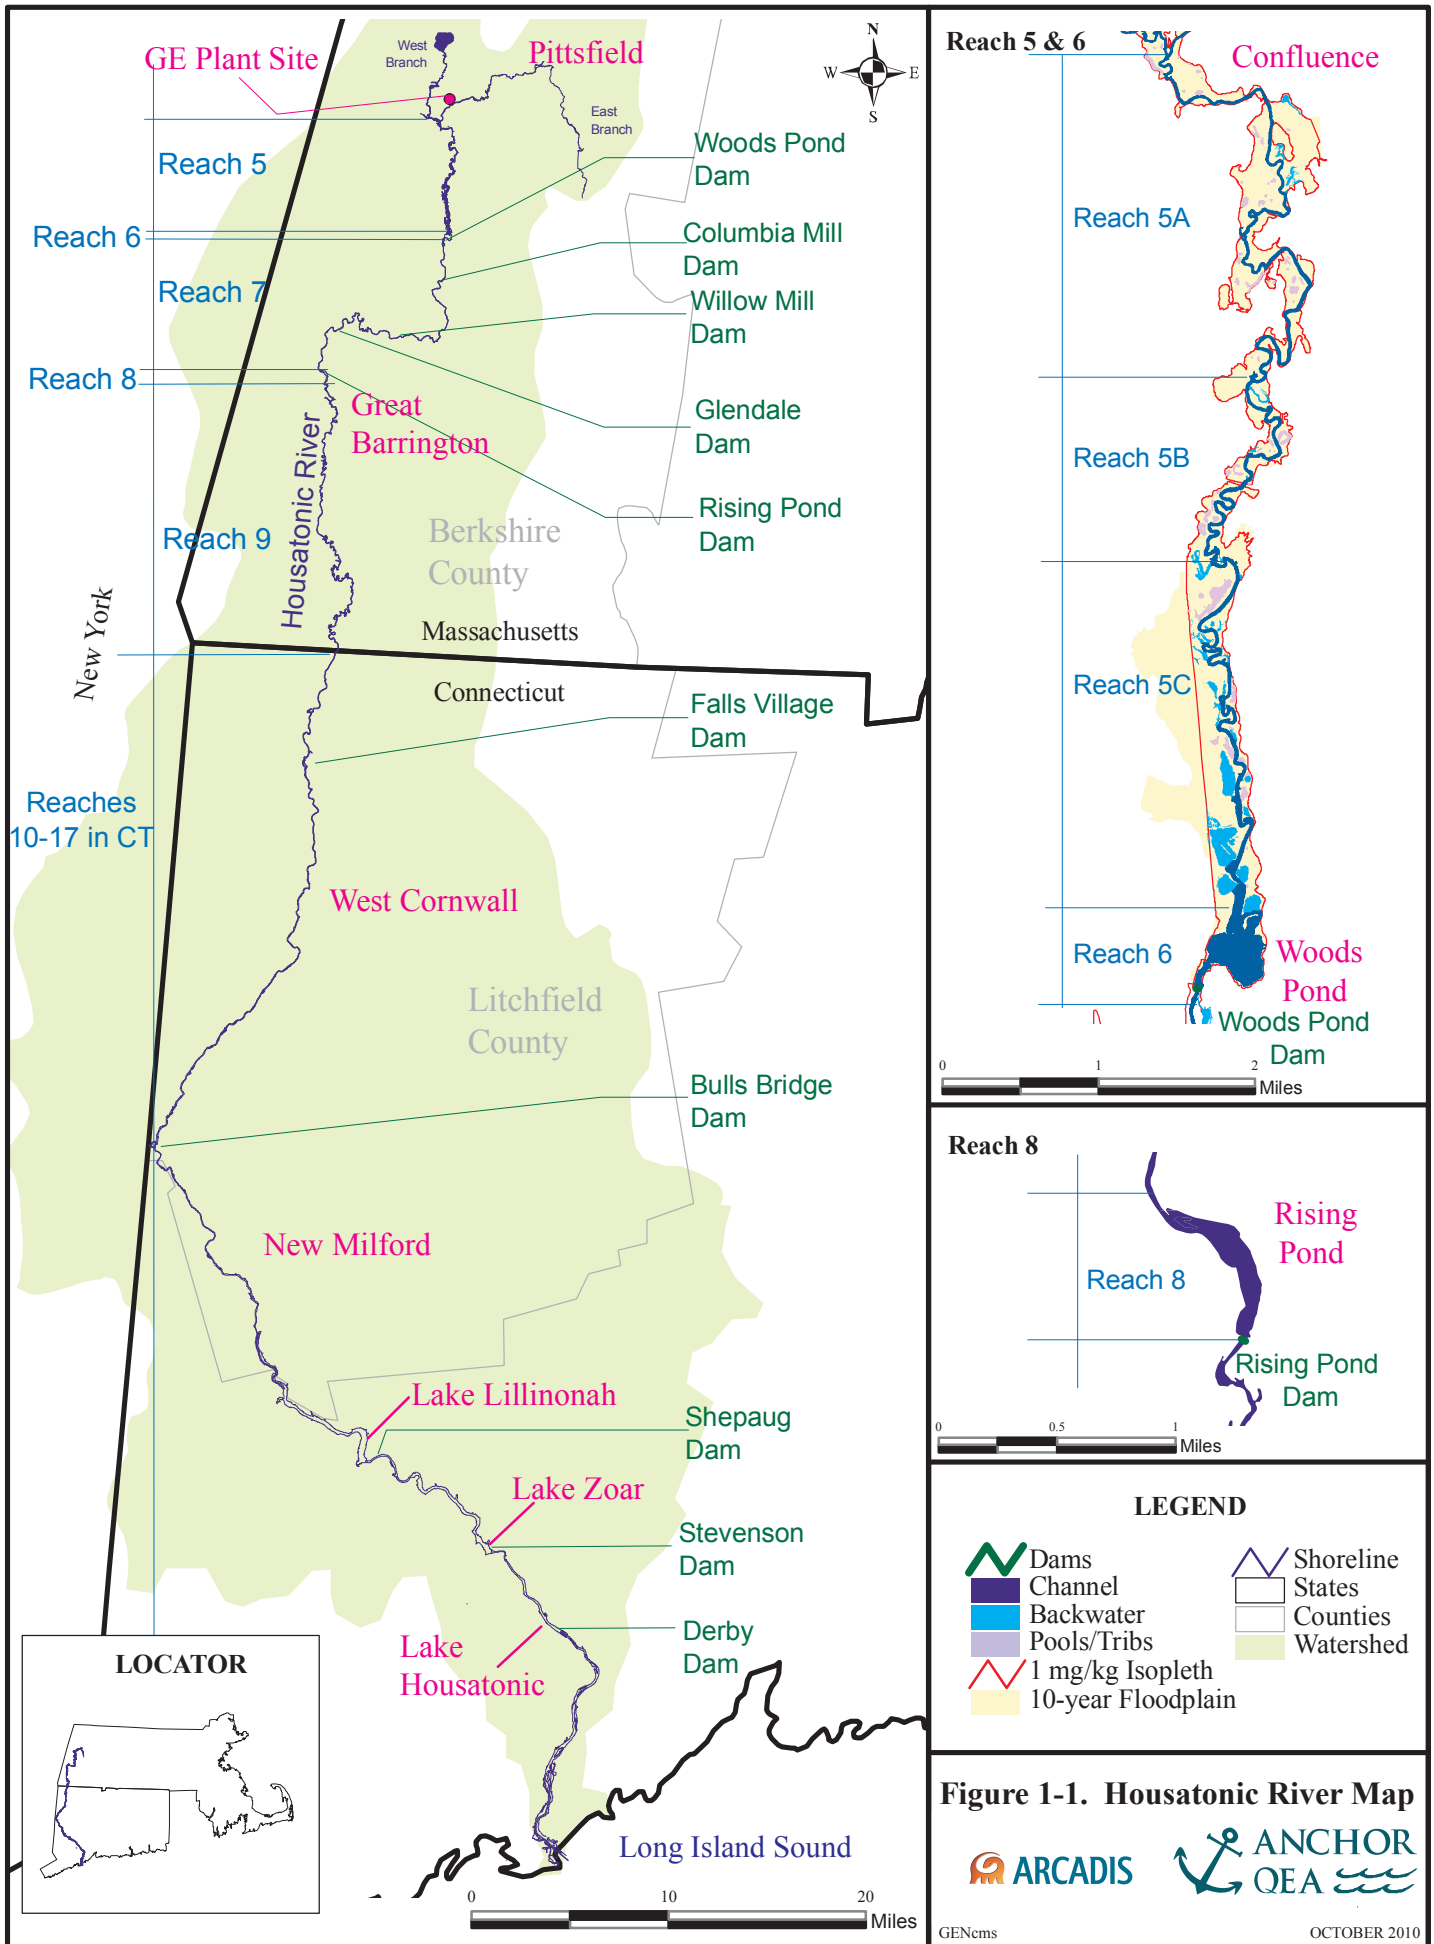 GE Plant Site
West
Branch
Pittsfield
N
W
E
S
East
Branch
Reach 5
Reach 6
Reach 7
Reach 8
Reach 9
Woods Pond
Dam
Columbia Mill
Dam
Willow Mill
Dam
Glendale
Dam
Rising Pond
Dam
Great
Barrington
Housatonic River
Berkshire
County
New York
Massachusetts
Connecticut
Falls Village
Dam
Reaches
10-17 in CT
West Cornwall
Litchfield
County
Bulls Bridge
Dam
New Milford
Lake Lillinonah
Shepaug
Dam
Lake Zoar
Stevenson
Dam
Lake
Housatonic
Derby
Dam
LOCATOR
Long Island Sound
0 10 20
Miles
Reach 5 & 6
Confluence
Reach 5A
Reach 5B
Reach 5C
Reach 6
Woods
Pond
Woods Pond
Dam
0 1 2
Miles
Reach 8
Rising
Pond
Reach 8
Rising Pond
Dam
0 0.5 1
Miles
LEGEND
Dams
Channel
Backwater
Pools/Tribs
1 mg/kg Isopleth
10-year Floodplain
Shoreline
States
Counties
Watershed
Figure 1-1. Housatonic River Map
ARCADIS
ANCHOR
QEA
GENcms
OCTOBER 2010